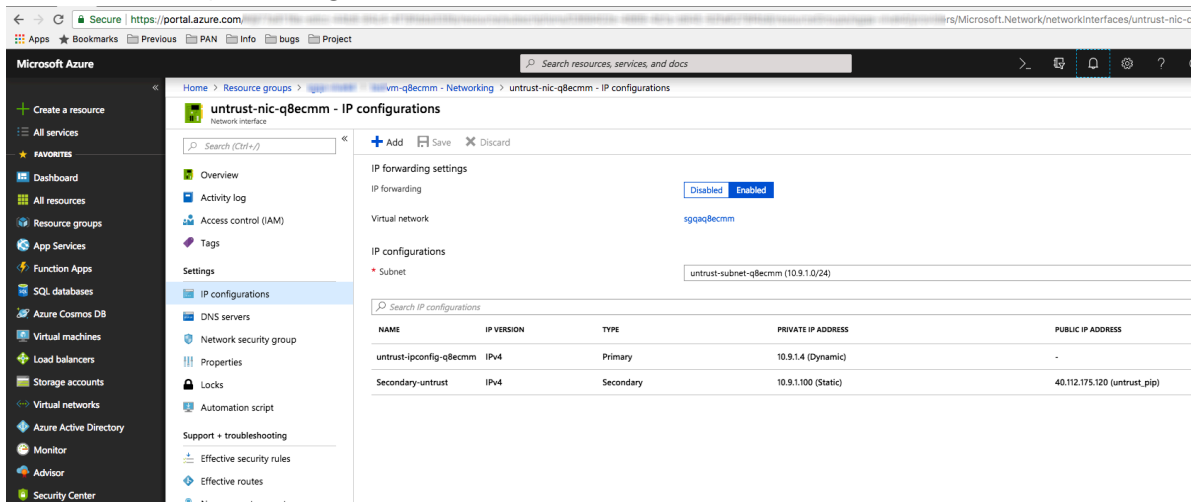 Secure | https://portal.azure.com/ rs/Microsoft.Network/networkInterfaces/untrust-nic-
Apps Bookmarks Previous PAN Info bugs Project
Microsoft Azure
Search resources, services, and docs
Home > Resource groups > vm-q8ecmm - Networking > untrust-nic-q8ecmm - IP configurations
untrust-nic-q8ecmm - IP configurations
Network interface
Create a resource
All services
FAVORITES
Dashboard
All resources
Resource groups
App Services
Function Apps
SQL databases
Azure Cosmos DB
Virtual machines
Load balancers
Storage accounts
Virtual networks
Azure Active Directory
Monitor
Advisor
Security Center
Search (Ctrl+/)
Overview
Activity log
Access control (IAM)
Tags
Settings
IP configurations
DNS servers
Network security group
Properties
Locks
Automation script
Support + troubleshooting
Effective security rules
Effective routes
Add Save Discard
IP forwarding settings
IP forwarding Disabled Enabled
Virtual network sgqaq8ecmm
IP configurations
* Subnet untrust-subnet-q8ecmm (10.9.1.0/24)
Search IP configurations
NAME IP VERSION TYPE PRIVATE IP ADDRESS PUBLIC IP ADDRESS
untrust-ipconfig-q8ecmm IPv4 Primary 10.9.1.4 (Dynamic) -
Secondary-untrust IPv4 Secondary 10.9.1.100 (Static) 40.112.175.120 (untrust_pip)